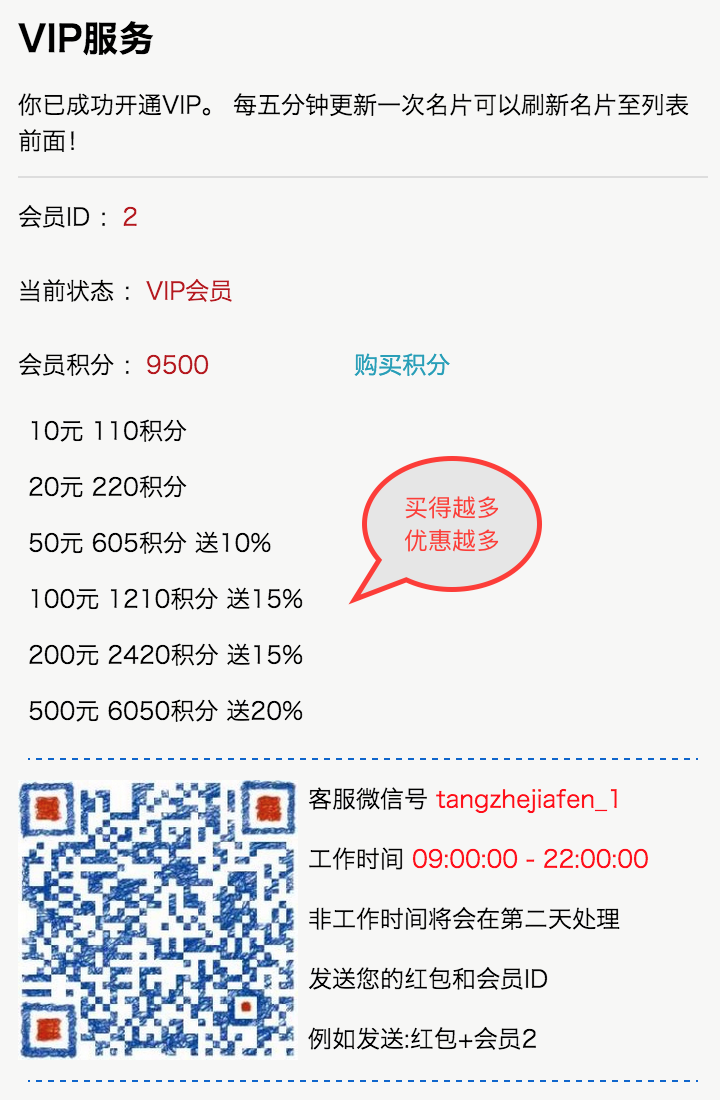 VIP服务
你已成功开通VIP。 每五分钟更新一次名片可以刷新名片至列表
前面！
会员ID ： 2
当前状态 ： VIP会员
会员积分 ： 9500 购买积分
10元 110积分
20元 220积分
50元 605积分 送10%
100元 1210积分 送15%
200元 2420积分 送15%
500元 6050积分 送20%
买得越多
优惠越多
客服微信号 tangzhejiafen_1
工作时间 09:00:00 - 22:00:00
非工作时间将会在第二天处理
发送您的红包和会员ID
例如发送:红包+会员2